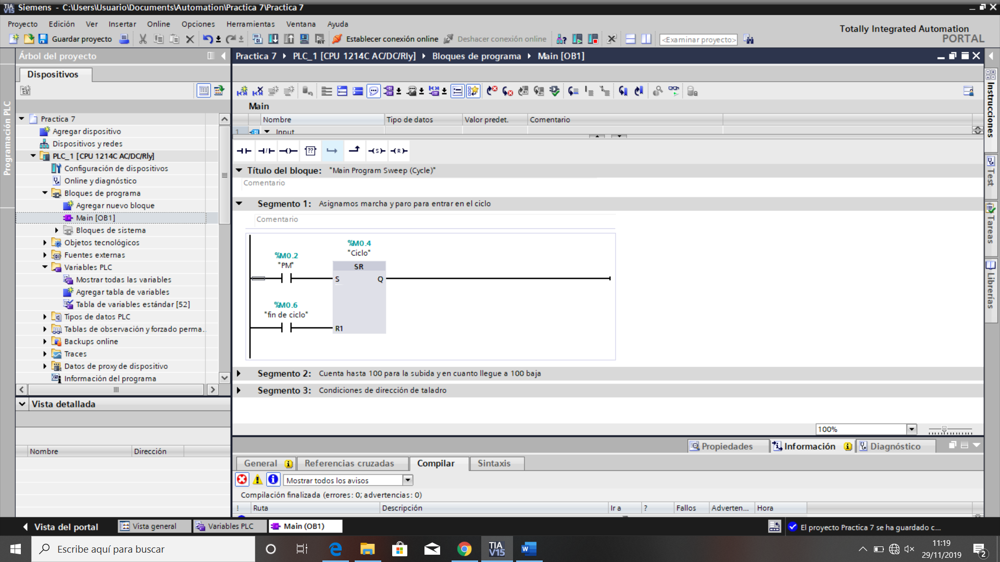 Siemens - C:\Users\Usuario\Documents\Automation\Practica 7\Practica 7
Proyecto Edición Ver Insertar Online Opciones Herramientas Ventana Ayuda
Totally Integrated Automation
PORTAL
Guardar proyecto Establecer conexión online Deshacer conexión online <Examinar proyecto>
Árbol del proyecto
Practica 7 PLC_1 [CPU 1214C AC/DC/Rly] Bloques de programa Main [OB1]
Dispositivos
Programación PLC
Practica 7
Agregar dispositivo
Dispositivos y redes
PLC_1 [CPU 1214C AC/DC/Rly]
Configuración de dispositivos
Online y diagnóstico
Bloques de programa
Agregar nuevo bloque
Main [OB1]
Bloques de sistema
Objetos tecnológicos
Fuentes externas
Variables PLC
Mostrar todas las variables
Agregar tabla de variables
Tabla de variables estándar [52]
Tipos de datos PLC
Tablas de observación y forzado perma..
Backups online
Traces
Datos de proxy de dispositivo
Información del programa
Vista detallada
Nombre Dirección
Main
Nombre Tipo de datos Valor predet. Comentario
1 Input
??
S
R
Título del bloque: "Main Program Sweep (Cycle)"
Comentario
Segmento 1: Asignamos marcha y paro para entrar en el ciclo
Comentario
%M0.4
"Ciclo"
%M0.2
"PM"
SR
S Q
%M0.6
"fin de ciclo"
R1
Segmento 2: Cuenta hasta 100 para la subida y en cuanto llegue a 100 baja
Segmento 3: Condiciones de dirección de taladro
100%
Instrucciones
Test
Tareas
Librerías
Propiedades Información Diagnóstico
General Referencias cruzadas Compilar Sintaxis
Mostrar todos los avisos
Compilación finalizada (errores: 0; advertencias: 0)
! Ruta Descripción Ir a ? Fallos Adverten... Hora
Vista del portal Vista general Variables PLC Main (OB1) El proyecto Practica 7 se ha guardado c...
Escribe aquí para buscar
TIA
V15
11:19
29/11/2019
2